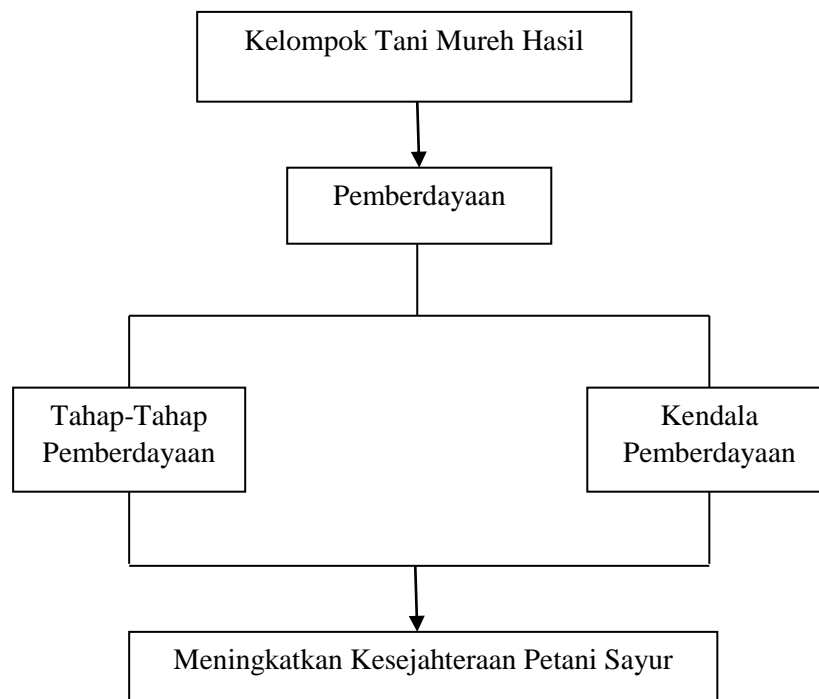 Kelompok Tani Mureh Hasil
Pemberdayaan
Tahap-Tahap
Pemberdayaan
Kendala
Pemberdayaan
Meningkatkan Kesejahteraan Petani Sayur